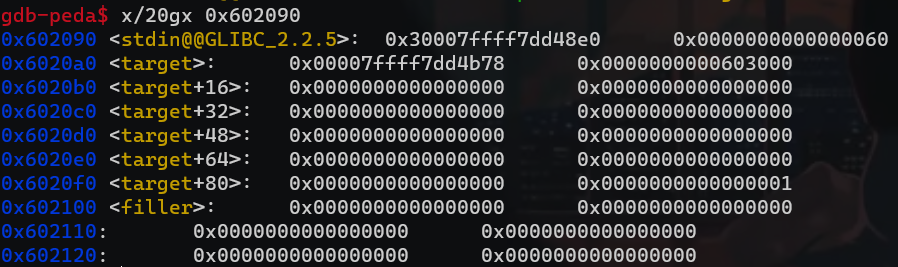 gdb-peda$ x/20gx 0x602090
0x602090 <stdin@@GLIBC_2.2.5>: 0x30007ffff7dd48e0 0x0000000000000060
0x6020a0 <target>: 0x00007ffff7dd4b78 0x0000000000603000
0x6020b0 <target+16>: 0x0000000000000000 0x0000000000000000
0x6020c0 <target+32>: 0x0000000000000000 0x0000000000000000
0x6020d0 <target+48>: 0x0000000000000000 0x0000000000000000
0x6020e0 <target+64>: 0x0000000000000000 0x0000000000000000
0x6020f0 <target+80>: 0x0000000000000000 0x0000000000000001
0x602100 <filler>: 0x0000000000000000 0x0000000000000000
0x602110: 0x0000000000000000 0x0000000000000000
0x602120: 0x0000000000000000 0x0000000000000000